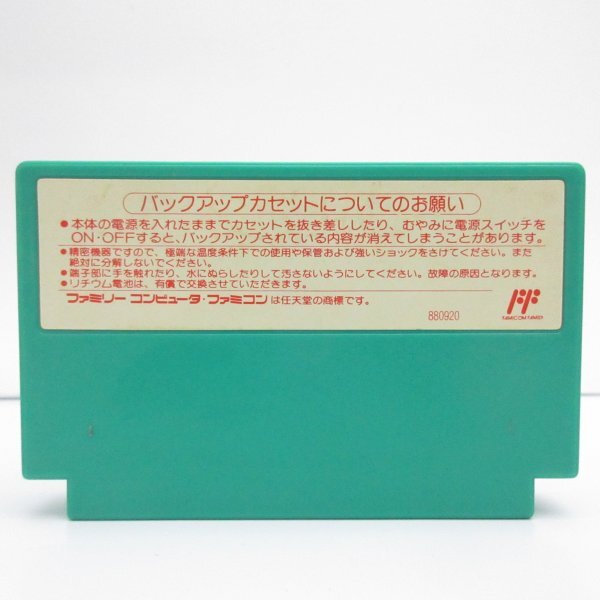 バックアップカセットについてのお願い
●本体の電源を入れたままでカセットを抜き差ししたり、むやみに電源スイッチを
ON・OFFすると、バックアップされている内容が消えてしまうことがあります。
●精密機器ですので、極端な温度条件下での使用や保管および強いショックをさけてください。また
絶対に分解しないでください。
●端子部に手を触れたり、水にぬらしたりして汚さないようにしてください。故障の原因となります。
●リチウム電池は、有償で交換させていただきます。
ファミリー コンピュータ・ファミコンは任天堂の商標です。
880920
FAMICOM FAMILY